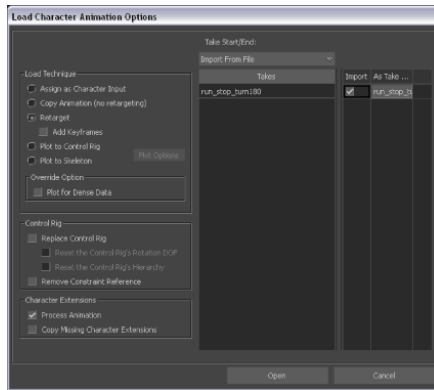 Load Character Animation Options
Take Start/End:
Import From File
Load Technique
Assign as Character Input
Copy Animation (no retargeting)
Retarget
Add Keyframes
Plot to Control Rig
Plot to Skeleton
Plot Options
Override Option
Plot for Dense Data
Control Rig
Replace Control Rig
Reset the Control Rig's Rotation DOF
Reset the Control Rig's Hierarchy
Remove Constraint Reference
Character Extensions
Process Animation
Copy Missing Character Extensions
Takes
run_stop_turn180
Import As Take ...
run_stop_tu
Open Cancel